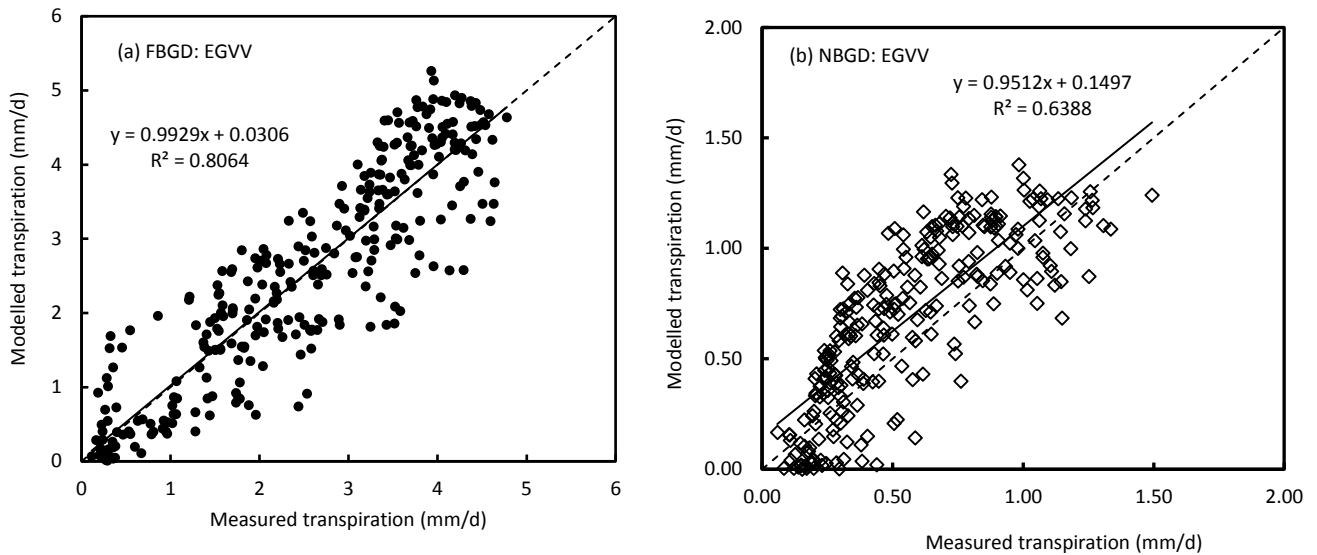 (a) FBGD: EGVV
y = 0.9929x + 0.0306
R² = 0.8064
Modelled transpiration (mm/d)
6
5
4
3
2
1
0
0 1 2 3 4 5 6
Measured transpiration (mm/d)
(b) NBGD: EGVV
y = 0.9512x + 0.1497
R² = 0.6388
Modelled transpiration (mm/d)
2.00
1.50
1.00
0.50
0.00
0.00 0.50 1.00 1.50 2.00
Measured transpiration (mm/d)